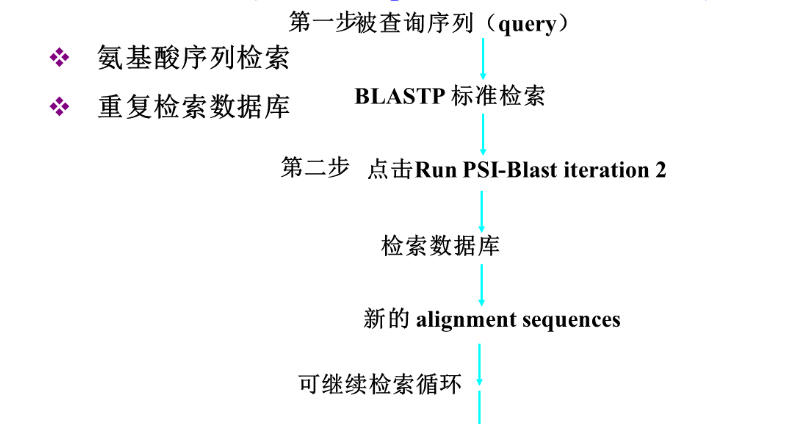 第一步被查询序列（query）
氨基酸序列检索
BLASTP 标准检索
重复检索数据库
第二步 点击Run PSI-Blast iteration 2
检索数据库
新的 alignment sequences
可继续检索循环